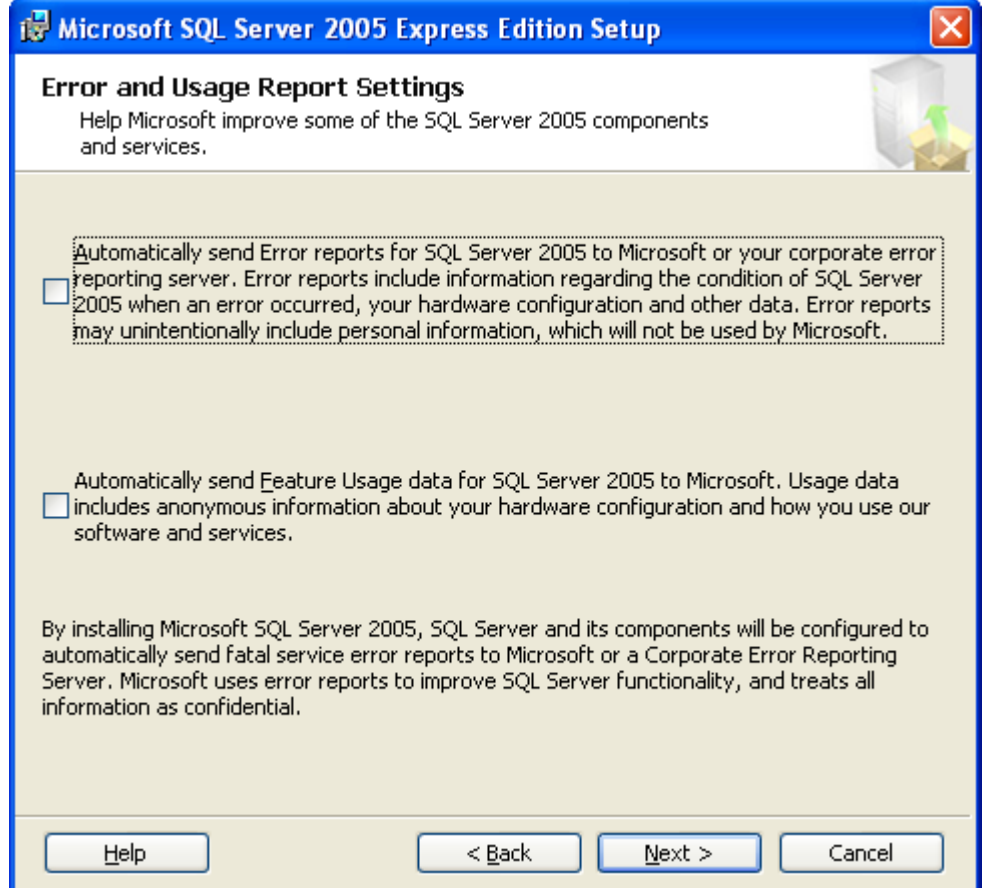 Microsoft SQL Server 2005 Express Edition Setup
Error and Usage Report Settings
Help Microsoft improve some of the SQL Server 2005 components
and services.
Automatically send Error reports for SQL Server 2005 to Microsoft or your corporate error
reporting server. Error reports include information regarding the condition of SQL Server
2005 when an error occurred, your hardware configuration and other data. Error reports
may unintentionally include personal information, which will not be used by Microsoft.
Automatically send Feature Usage data for SQL Server 2005 to Microsoft. Usage data
includes anonymous information about your hardware configuration and how you use our
software and services.
By installing Microsoft SQL Server 2005, SQL Server and its components will be configured to
automatically send fatal service error reports to Microsoft or a Corporate Error Reporting
Server. Microsoft uses error reports to improve SQL Server functionality, and treats all
information as confidential.
Help < Back Next > Cancel